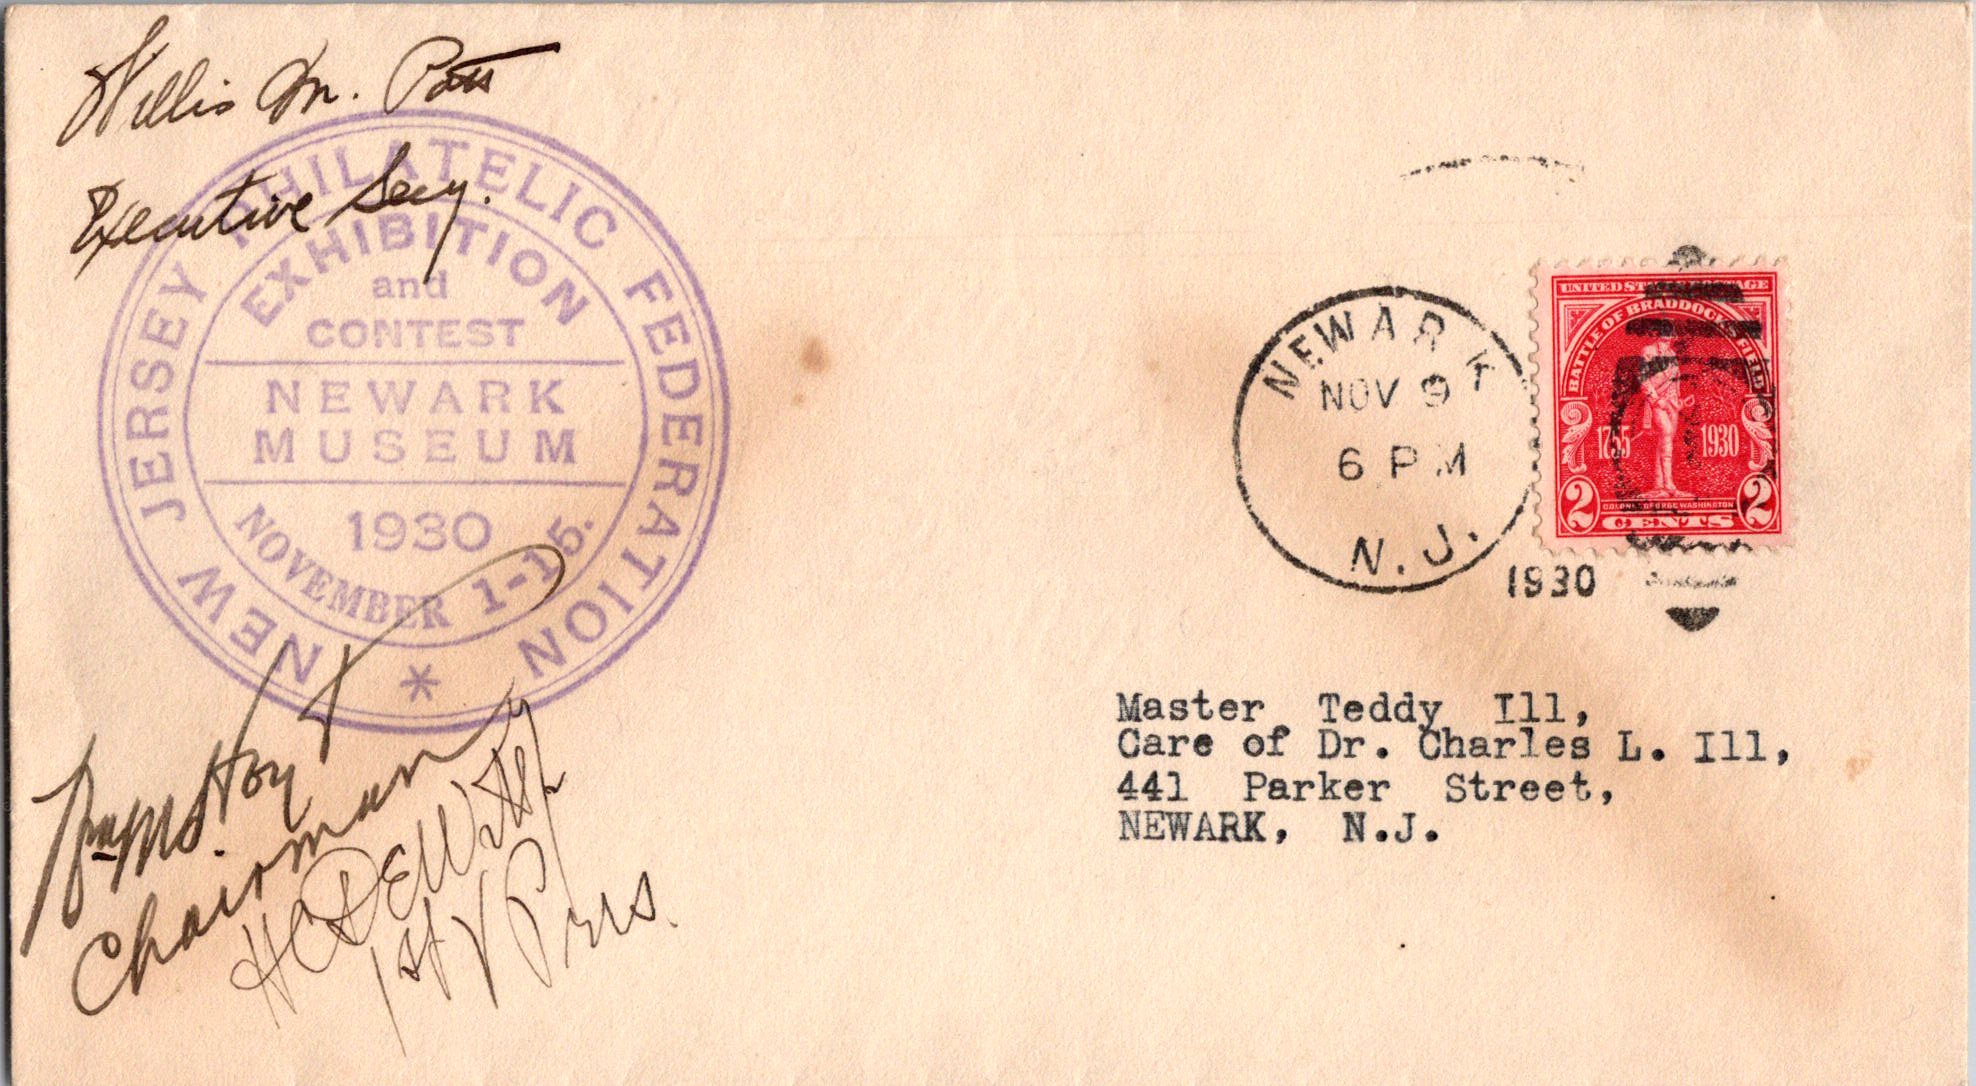 Willis M. Potts
Executive Secy.
NEW JERSEY PHILATELIC FEDERATION
EXHIBITION
and
CONTEST
NEWARK
MUSEUM
1930
NOVEMBER 1-15.
*
Hoyt
Chairman
1st V Pres.
NEWARK
NOV 9
6 PM
N.J.
1930
UNITED STATES POSTAGE
BATTLE OF BRADDOCK'S FIELD
1755 1930
COLONEL GEORGE WASHINGTON
2 CENTS 2
Master Teddy Ill,
Care of Dr. Charles L. Ill,
441 Parker Street,
NEWARK, N.J.